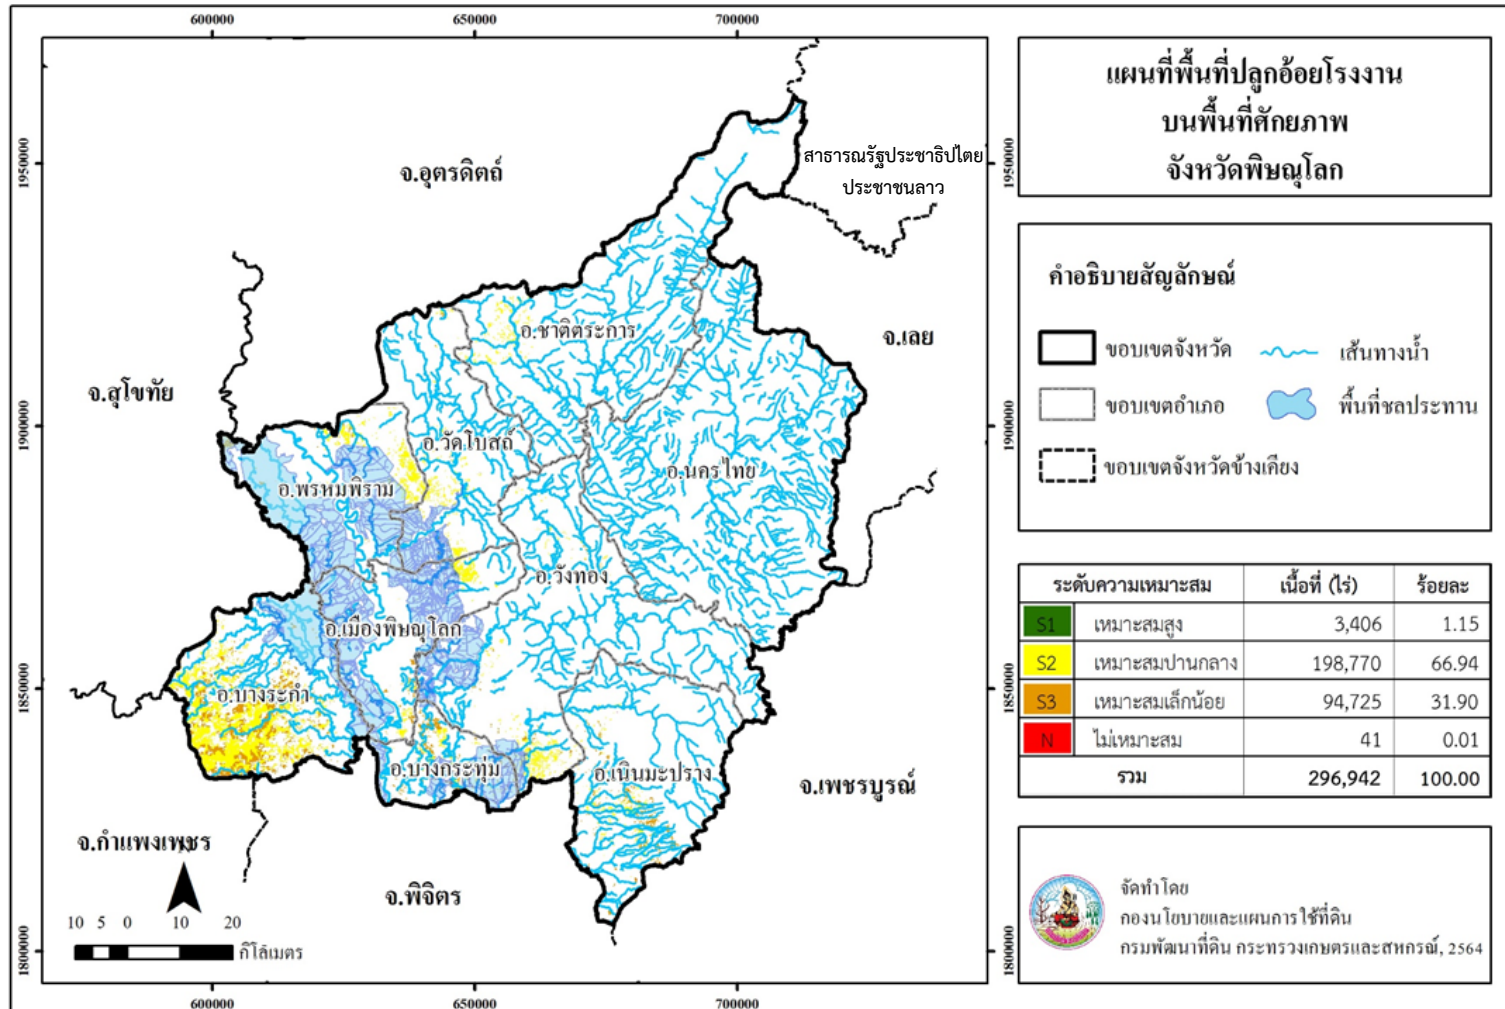 600000 650000 700000
แผนที่พื้นที่ปลูกอ้อยโรงงาน
บนพื้นที่ศักยภาพ
จังหวัดพิษณุโลก
1950000
1950000
จ.อุตรดิตถ์
สาธารณรัฐประชาธิปไตย
ประชาชนลาว
คำอธิบายสัญลักษณ์
ขอบเขตจังหวัด เส้นทางน้ำ
ขอบเขตอำเภอ พื้นที่ชลประทาน
ขอบเขตจังหวัดข้างเคียง
อ.ชาติตระการ
จ.เลย
จ.สุโขทัย
1900000
1900000
อ.วัดโบสถ์
อ.นครไทย
อ.พรหมพิราม
อ.วังทอง
อ.เมืองพิษณุโลก
อ.บางระกำ
1850000
1850000
อ.บางกระทุ่ม
อ.เนินมะปราง
จ.เพชรบูรณ์
จ.กำแพงเพชร
จ.พิจิตร
ระดับความเหมาะสม เนื้อที่ (ไร่) ร้อยละ
S1 เหมาะสมสูง 3,406 1.15
S2 เหมาะสมปานกลาง 198,770 66.94
S3 เหมาะสมเล็กน้อย 94,725 31.90
N ไม่เหมาะสม 41 0.01
รวม 296,942 100.00
N
10 5 0 10 20
กิโลเมตร
1800000
1800000
จัดทำโดย
กองนโยบายและแผนการใช้ที่ดิน
กรมพัฒนาที่ดิน กระทรวงเกษตรและสหกรณ์, 2564
600000 650000 700000